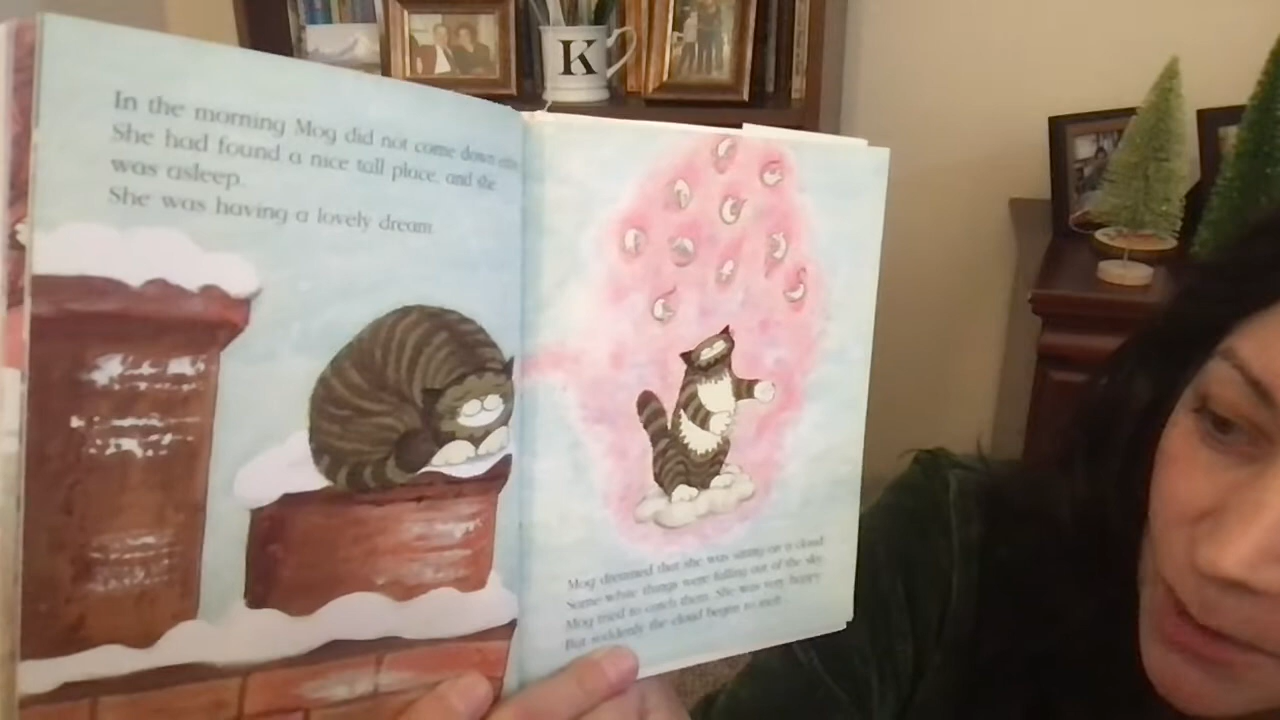 K
In the morning Mog did not come down
She had found a nice tall place, and she
was asleep.
She was having a lovely dream.
Mog dreamed that she was sitting on a cloud.
Some white things were falling out of the sky.
Mog tried to catch them. She was very happy.
But suddenly the cloud began to melt.